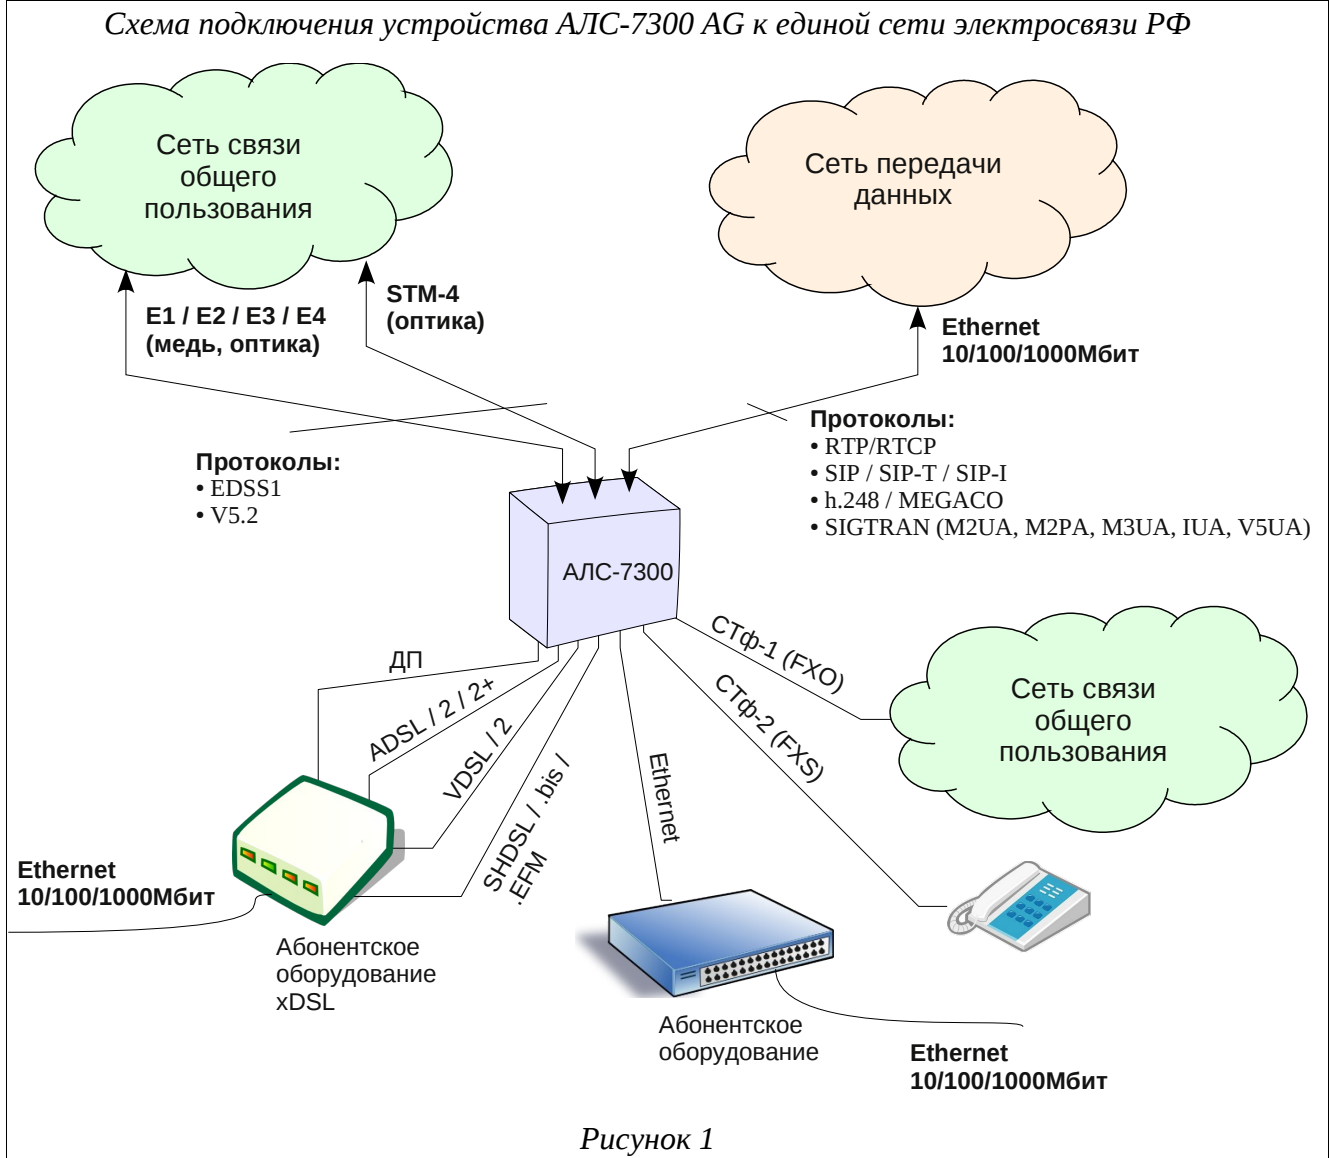 Схема подключения устройства АЛС-7300 AG к единой сети электросвязи РФ
Сеть связи
общего
пользования
Сеть передачи
данных
E1 / E2 / E3 / E4
(медь, оптика)
STM-4
(оптика)
Ethernet
10/100/1000Мбит
Протоколы:
• EDSS1
• V5.2
Протоколы:
• RTP/RTCP
• SIP / SIP-T / SIP-I
• h.248 / MEGACO
• SIGTRAN (M2UA, M2PA, M3UA, IUA, V5UA)
АЛС-7300
ДП
ADSL / 2 / 2+
VDSL / 2
SHDSL / .bis /
.EFM
Ethernet
СТф-2 (FXS)
СТф-1 (FXO)
Сеть связи
общего
пользования
Ethernet
10/100/1000Мбит
Абонентское
оборудование
xDSL
Абонентское
оборудование
Ethernet
10/100/1000Мбит
Рисунок 1